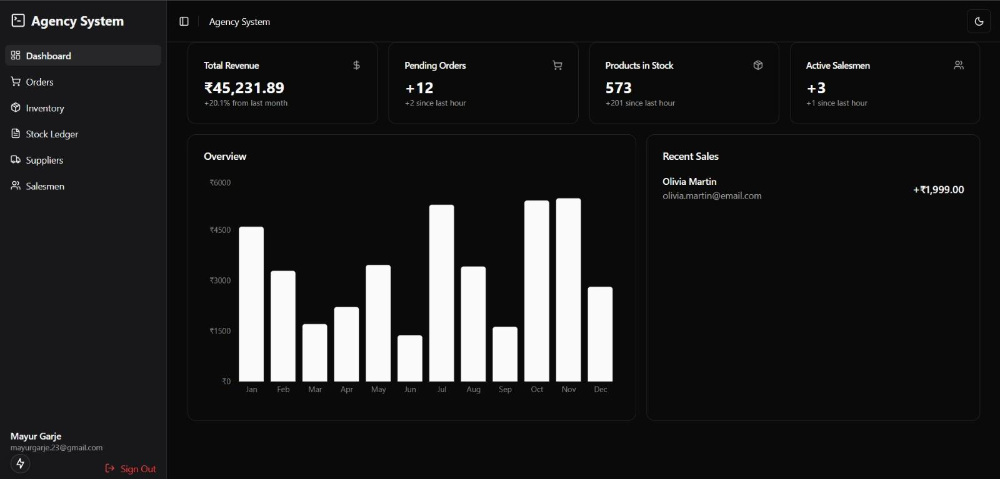 Agency System
Dashboard
Orders
Inventory
Stock Ledger
Suppliers
Salesmen
Mayur Garje
mayurgarje.23@gmail.com
Sign Out
Agency System
Total Revenue
₹45,231.89
+20.1% from last month
Pending Orders
+12
+2 since last hour
Products in Stock
573
+201 since last hour
Active Salesmen
+3
+1 since last hour
Overview
₹6000
₹4500
₹3000
₹1500
₹0
Jan Feb Mar Apr May Jun Jul Aug Sep Oct Nov Dec
Recent Sales
Olivia Martin
olivia.martin@email.com
+₹1,999.00